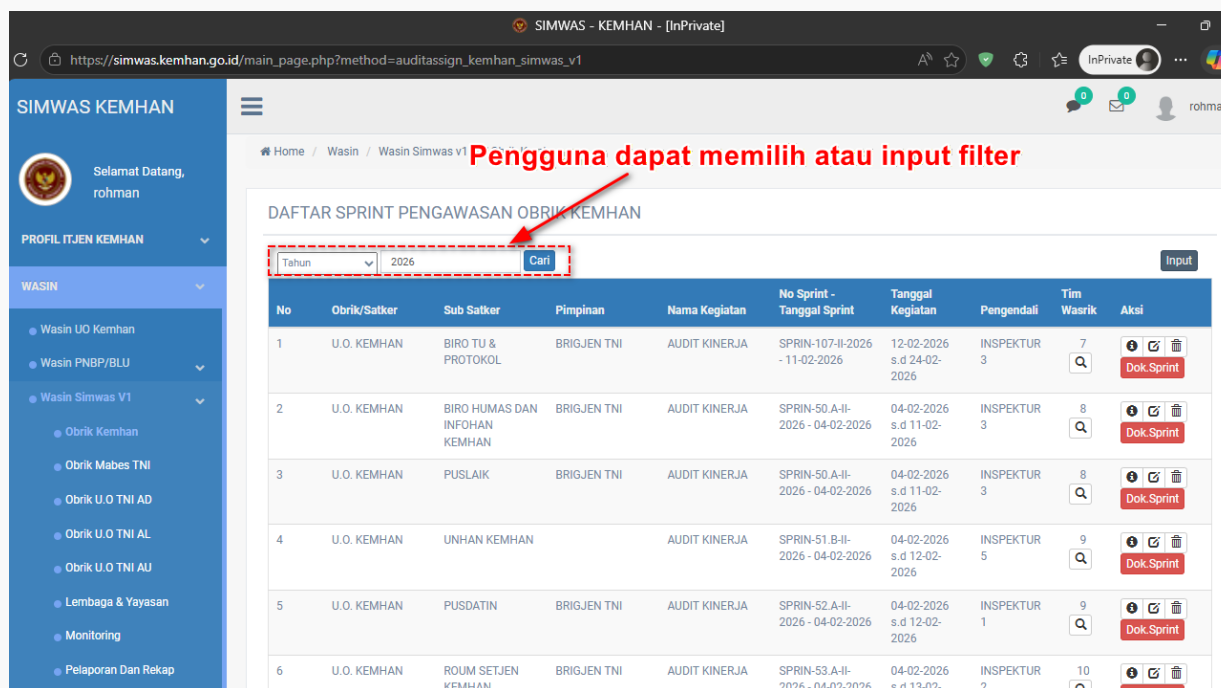 SIMWAS - KEMHAN - [InPrivate]
https://simwas.kemhan.go.id/main_page.php?method=auditassign_kemhan_simwas_v1
InPrivate
SIMWAS KEMHAN
0
0
rohma
Selamat Datang,
rohman
PROFIL ITJEN KEMHAN
WASIN
Wasin UO Kemhan
Wasin PNBP/BLU
Wasin Simwas V1
Obrik Kemhan
Obrik Mabes TNI
Obrik U.O TNI AD
Obrik U.O TNI AL
Obrik U.O TNI AU
Lembaga & Yayasan
Monitoring
Pelaporan Dan Rekap
Home / Wasin / Wasin Simwas v1
Pengguna dapat memilih atau input filter
DAFTAR SPRINT PENGAWASAN OBRIK KEMHAN
Tahun 2026 Cari Input
No Obrik/Satker Sub Satker Pimpinan Nama Kegiatan No Sprint - Tanggal Sprint Tanggal Kegiatan Pengendali Tim Wasrik Aksi
1 U.O. KEMHAN BIRO TU & BRIGJEN TNI AUDIT KINERJA SPRIN-107-II-2026 12-02-2026 INSPEKTUR 7
PROTOKOL - 11-02-2026 s.d 24-02- 3
2026 Dok.Sprint
2 U.O. KEMHAN BIRO HUMAS DAN BRIGJEN TNI AUDIT KINERJA SPRIN-50.A-II- 04-02-2026 INSPEKTUR 8
INFOHAN 2026 - 04-02-2026 s.d 11-02- 3
KEMHAN 2026 Dok.Sprint
3 U.O. KEMHAN PUSLAIK BRIGJEN TNI AUDIT KINERJA SPRIN-50.A-II- 04-02-2026 INSPEKTUR 8
2026 - 04-02-2026 s.d 11-02- 3
2026 Dok.Sprint
4 U.O. KEMHAN UNHAN KEMHAN AUDIT KINERJA SPRIN-51.B-II- 04-02-2026 INSPEKTUR 9
2026 - 04-02-2026 s.d 12-02- 5
2026 Dok.Sprint
5 U.O. KEMHAN PUSDATIN BRIGJEN TNI AUDIT KINERJA SPRIN-52.A-II- 04-02-2026 INSPEKTUR 9
2026 - 04-02-2026 s.d 12-02- 1
2026 Dok.Sprint
6 U.O. KEMHAN ROUM SETJEN BRIGJEN TNI AUDIT KINERJA SPRIN-53.A-II- 04-02-2026 INSPEKTUR 10
KEMHAN 2026 - 04-02-2026 s.d 13-02- 2